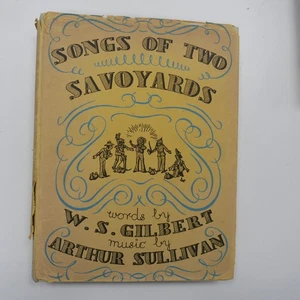 SONGS OF TWO
SAVOYARDS
words by
W. S. GILBERT
music by
ARTHUR SULLIVAN